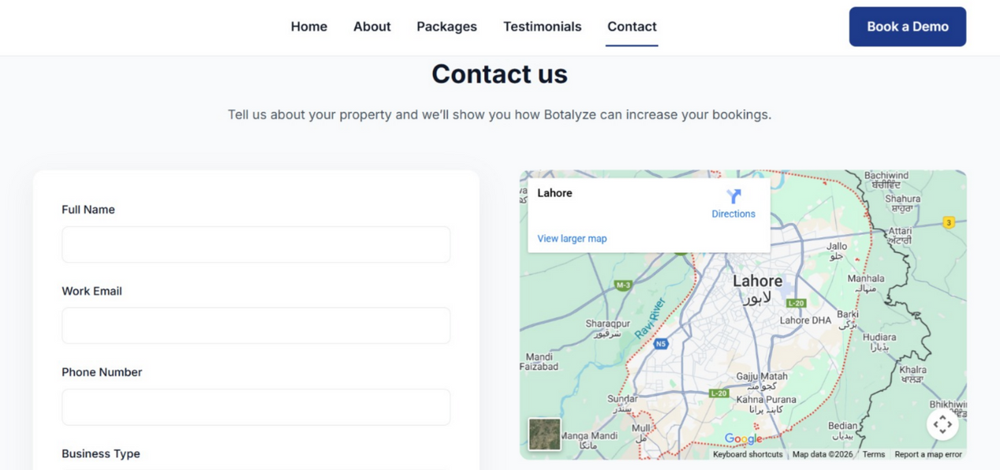 Home About Packages Testimonials Contact Book a Demo
Contact us
Tell us about your property and we’ll show you how Botalyze can increase your bookings.
Full Name
Work Email
Phone Number
Business Type
Lahore
Directions
View larger map
Bachiwind
Shahura
ਸ਼ਾਹੂਰਾ
3
Attari
ਅੱਟਾਰੀ
Jallo
جلو
M-3
Lahore
لاہور
Manhala
منہالہ
L-20
Ravi River
Sharaqpur
شرقپور
Lahore DHA
Barki
برکی
N5
Hudiara
ہڈیارا
Mandi
Faizabad
Khalra
ਖਾਲੜਾ
Gajju Matah
گجو متہ
L-20
Kahna Purana
کاہنہ پرانا
Sundar
سندر
Bhikhiwi
Mull
مل
Bedian
بیدیاں
Manga Mandi
مانگا
Google
Keyboard shortcuts Map data ©2026 Terms Report a map error